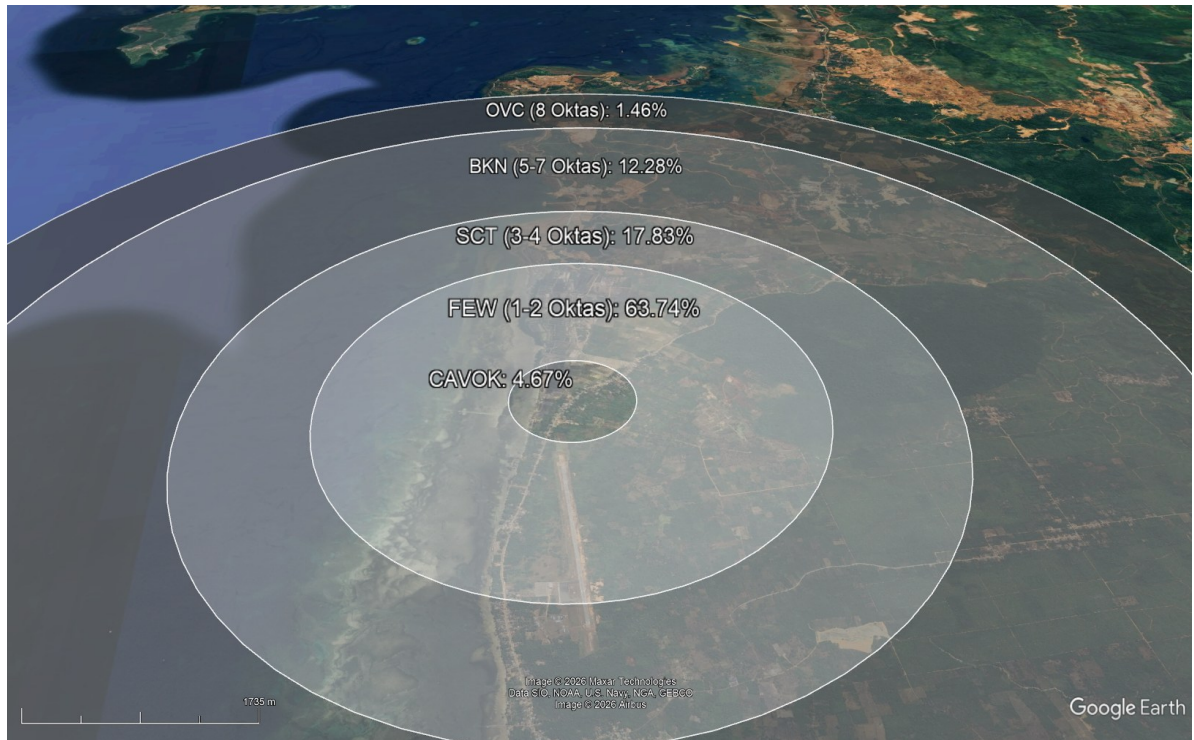 OVC (8 Oktas): 1.46%
BKN (5-7 Oktas): 12.28%
SCT (3-4 Oktas): 17.83%
FEW (1-2 Oktas): 63.74%
CAVOK: 4.67%
Image © 2026 Maxar Technologies
Data SIO, NOAA, U.S. Navy, NGA, GEBCO
Image © 2026 Airbus
1735 m
Google Earth